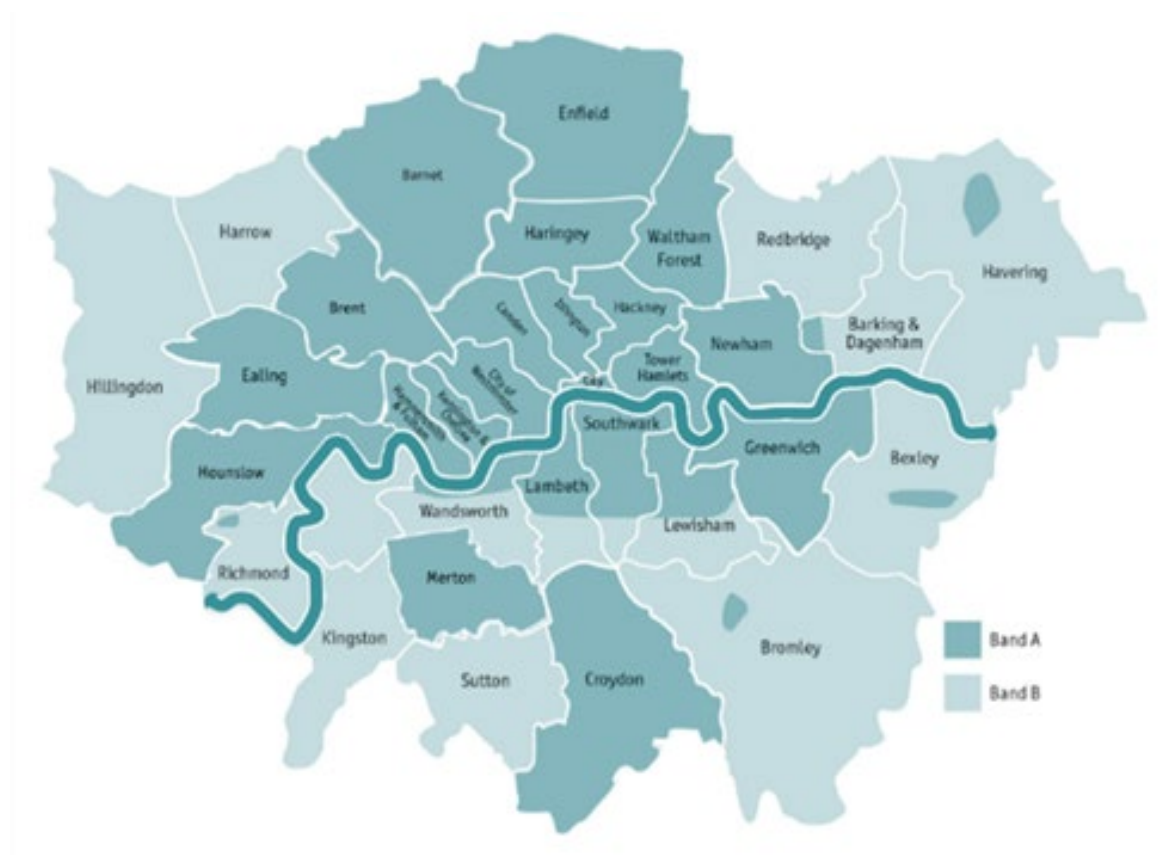 Enfield
Barnet
Harrow
Haringey
Waltham
Forest
Redbridge
Havering
Brent
Camden
Islington
Hackney
Newham
Barking &
Dagenham
Tower
Hamlets
Hillingdon
Ealing
City of
Westminster
Kensington &
Chelsea
Hammersmith
& Fulham
City
Southwark
Greenwich
Bexley
Hounslow
Lambeth
Wandsworth
Lewisham
Richmond
Merton
Kingston
Sutton
Croydon
Bromley
Band A
Band B